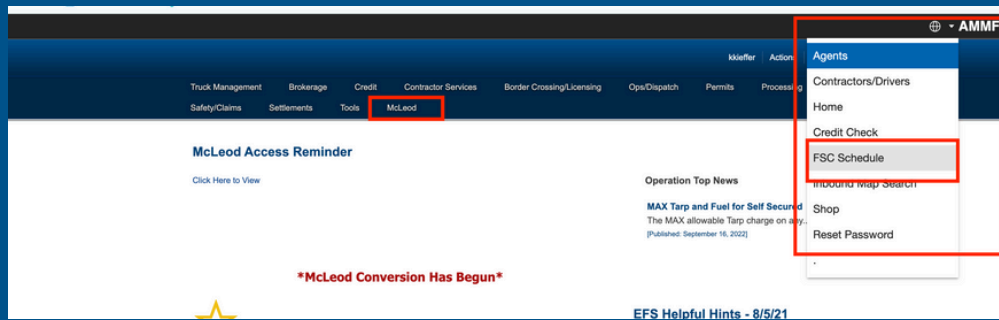 AMMF
kkieffer Action
Agents
Contractors/Drivers
Home
Credit Check
FSC Schedule
Inbound Map Search
Shop
Reset Password
.
Truck Management Brokerage Credit Contractor Services Border Crossing/Licensing Ops/Dispatch Permits Processing
Safety/Claims Settlements Tools McLeod
McLeod Access Reminder
Click Here to View
Operation Top News
MAX Tarp and Fuel for Self Secured
The MAX allowable Tarp charge on any..
[Published: September 16, 2022]
*McLeod Conversion Has Begun*
EFS Helpful Hints - 8/5/21